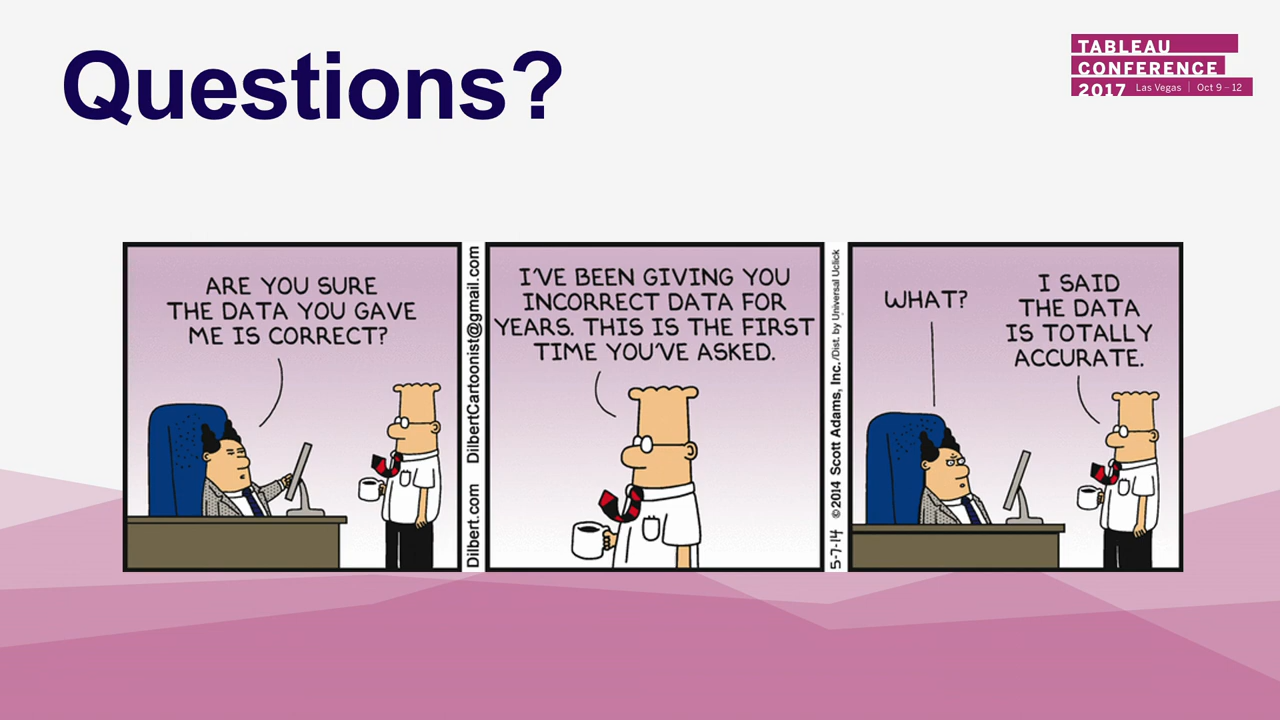 Questions?
TABLEAU
CONFERENCE
2017 Las Vegas | Oct 9 – 12
ARE YOU SURE
THE DATA YOU GAVE
ME IS CORRECT?
Dilbert.com DilbertCartoonist@gmail.com
I'VE BEEN GIVING YOU
INCORRECT DATA FOR
YEARS. THIS IS THE FIRST
TIME YOU'VE ASKED.
5-7-14 ©2014 Scott Adams, Inc. /Dist. by Universal Uclick
WHAT?
I SAID
THE DATA
IS TOTALLY
ACCURATE.